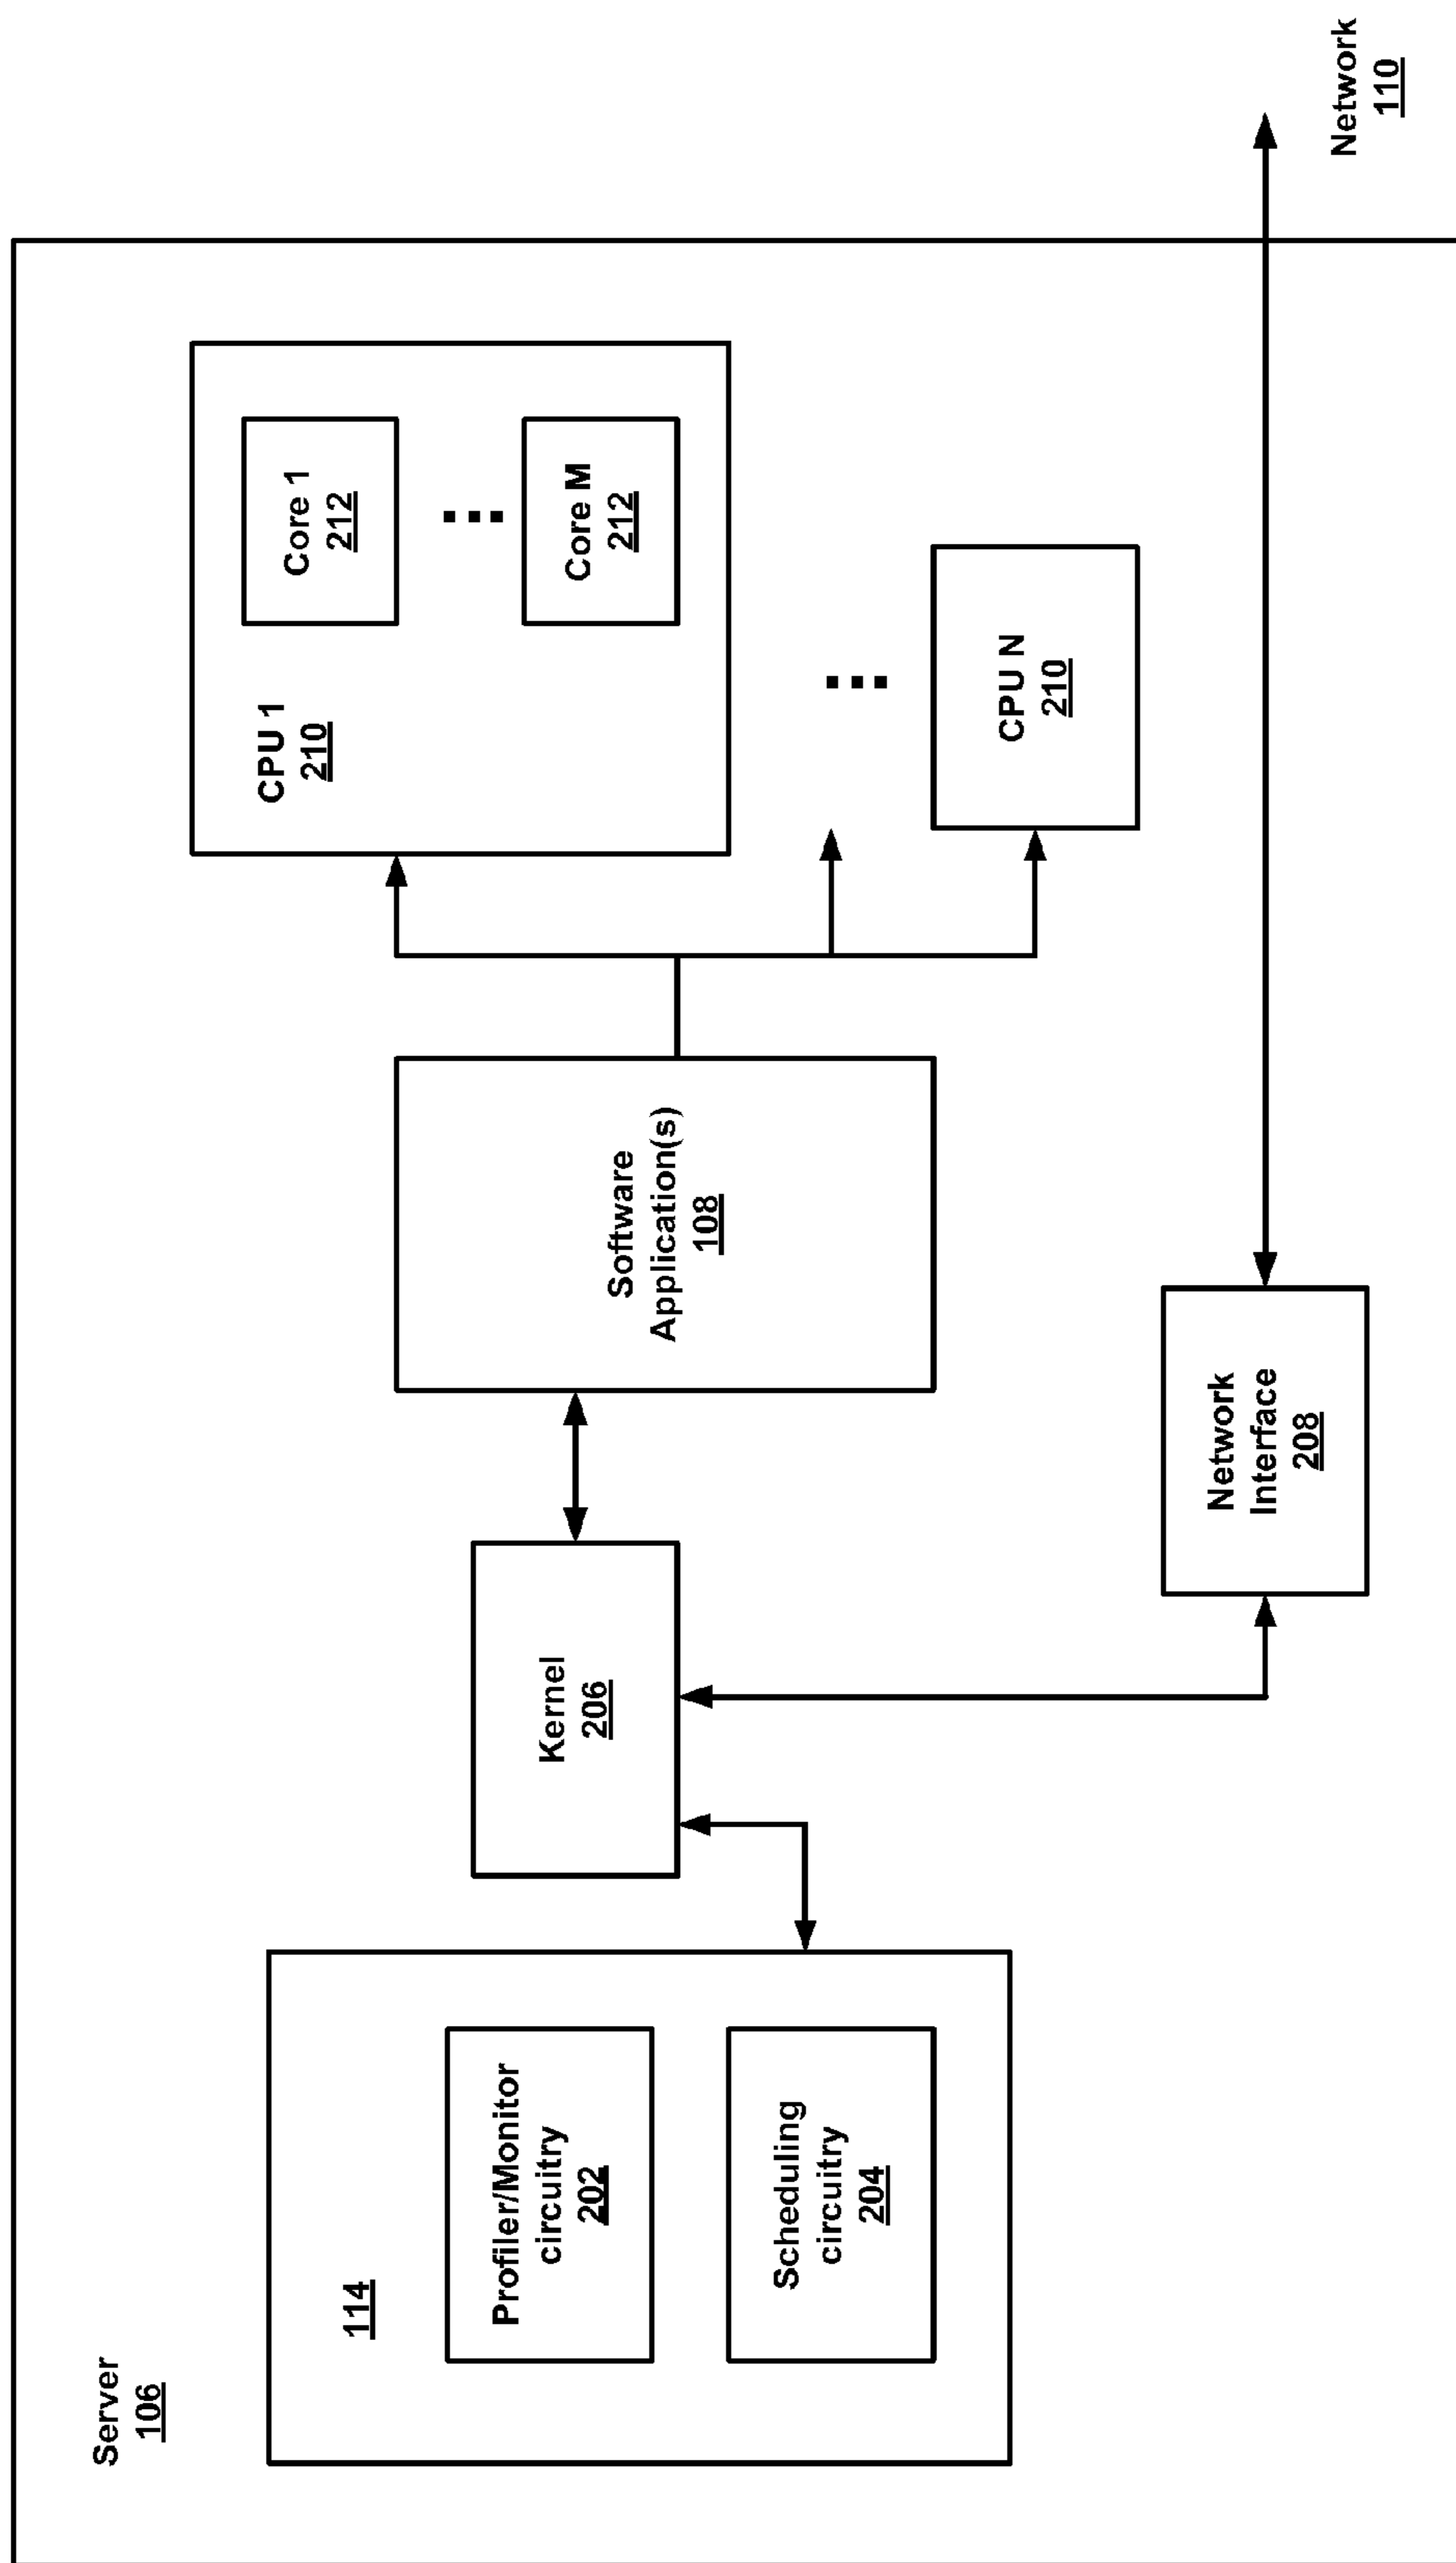 Server
106
114
Profiler/Monitor
circuitry
202
Scheduling
circuitry
204
Kernel
206
Software
Application(s)
108
Network
Interface
208
CPU 1
210
Core 1
212
Core M
212
CPU N
210
Network
110